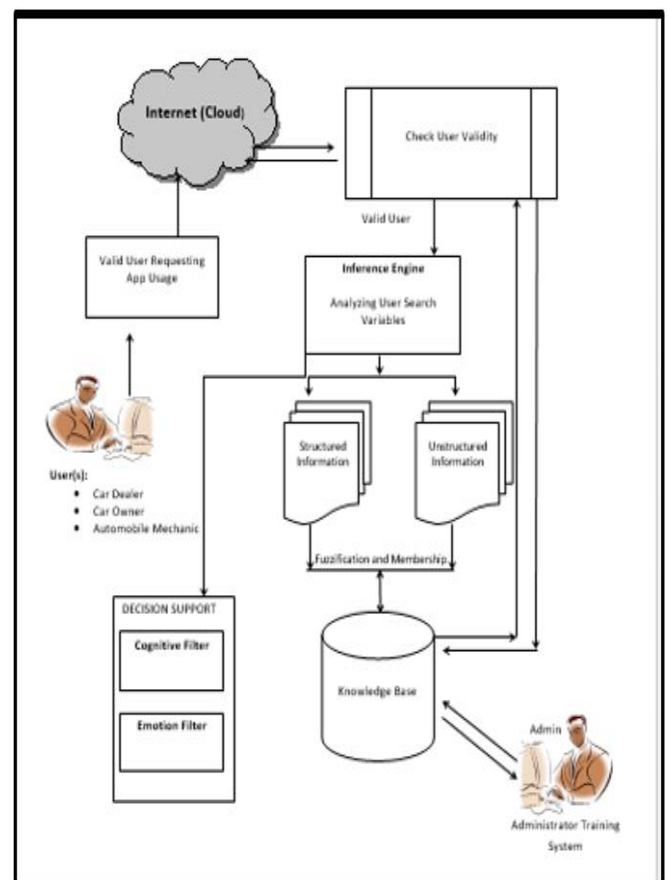 Internet (Cloud)
Check User Validity
Valid User
Valid User Requesting
App Usage
Inference Engine
Analyzing User Search
Variables
Structured
Information
Unstructured
Information
User(s):
• Car Dealer
• Car Owner
• Automobile Mechanic
Fuzzification and Membership
DECISION SUPPORT
Cognitive Filter
Emotion Filter
Knowledge Base
Admin
Administrator Training
System